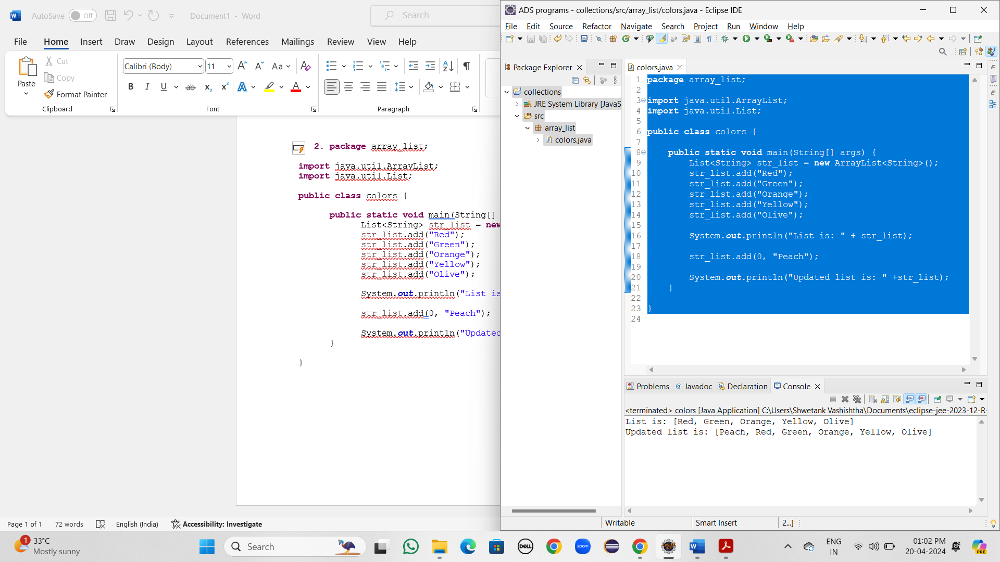 AutoSave Off Document1 - Word Search
File Home Insert Draw Design Layout References Mailings Review View Help
Paste Cut Copy Format Painter
Calibri (Body) 11
Clipboard Font Paragraph
2. package array_list;
import java.util.ArrayList;
import java.util.List;
public class colors {
public static void main(String[]
List<String> str_list = new
str_list.add("Red");
str_list.add("Green");
str_list.add("Orange");
str_list.add("Yellow");
str_list.add("Olive");
System.out.println("List is
str_list.add(0, "Peach");
System.out.println("Updated
}
}
Page 1 of 1 72 words English (India) Accessibility: Investigate
ADS programs - collections/src/array_list/colors.java - Eclipse IDE
File Edit Source Refactor Navigate Search Project Run Window Help
Package Explorer
collections
JRE System Library [JavaS
src
array_list
colors.java
colors.java
1 package array_list;
2
3 import java.util.ArrayList;
4 import java.util.List;
5
6 public class colors {
7
8 public static void main(String[] args) {
9 List<String> str_list = new ArrayList<String>();
10 str_list.add("Red");
11 str_list.add("Green");
12 str_list.add("Orange");
13 str_list.add("Yellow");
14 str_list.add("Olive");
15
16 System.out.println("List is: " + str_list);
17
18 str_list.add(0, "Peach");
19
20 System.out.println("Updated list is: " +str_list);
21 }
22
23 }
24
Problems Javadoc Declaration Console
<terminated> colors [Java Application] C:\Users\Shwetank Vashishtha\Documents\eclipse-jee-2023-12-R-
List is: [Red, Green, Orange, Yellow, Olive]
Updated list is: [Peach, Red, Green, Orange, Yellow, Olive]
Writable Smart Insert 2...]
1 33°C
Mostly sunny
Search
DELL
zoom
ENG
IN
01:02 PM
20-04-2024
PRE